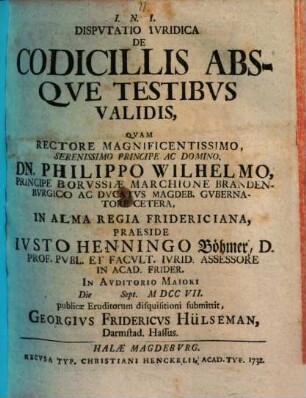 I. N. I.
DISPVTATIO IVRIDICA
DE
CODICILLIS ABS-
QVE TESTIBVS
VALIDIS,
QVAM
RECTORE MAGNIFICENTISSIMO,
SERENISSIMO PRINCIPE AC DOMINO,
DN. PHILIPPO WILHELMO,
PRINCIPE BORVSSIÆ MARCHIONE BRANDEN-
BVRGICO AC DVCATVS MAGDEB. GVBERNA-
TORE CETERA,
IN ALMA REGIA FRIDERICIANA,
PRAESIDE
IVSTO HENNINGO Böhmer, D.
PROF. PVBL. ET FACVLT. IVRID. ASSESSORE
IN ACAD. FRIDER.
IN AVDITORIO MAIORI
Die Sept. M DCC VII.
publicæ Eruditorum disquisitioni submittit,
GEORGIVS FRIDERICVS HÜLSEMAN,
Darmstad. Hassus.
HALÆ MAGDEBVRG.
RECVSA TYP. CHRISTIANI HENCKELII, ACAD. TYP. 1732.